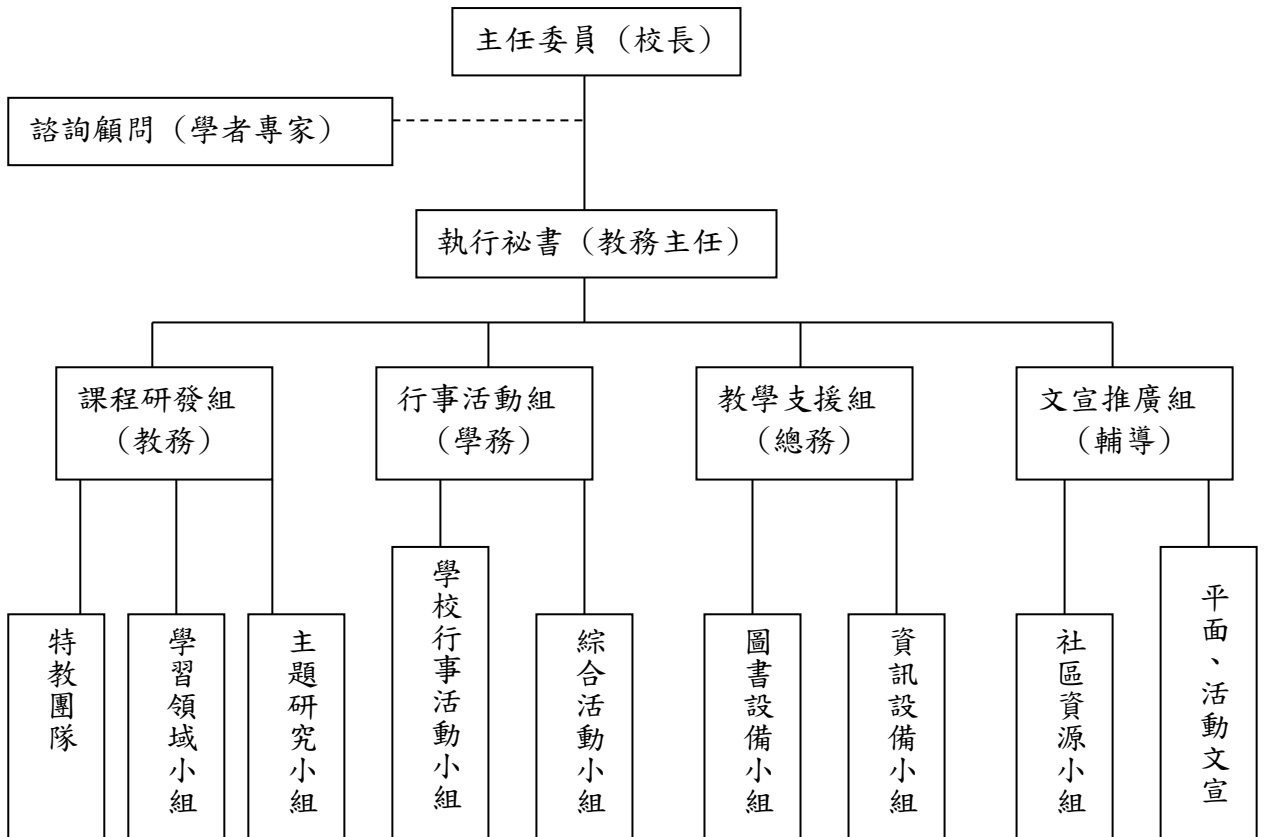 主任委員（校長）
諮詢顧問（學者專家）
執行祕書（教務主任）
課程研發組
（教務）
行事活動組
（學務）
教學支援組
（總務）
文宣推廣組
（輔導）
特教團隊
學習領域小組
主題研究小組
學校行事活動小組
綜合活動小組
圖書設備小組
資訊設備小組
社區資源小組
平面、活動文宣